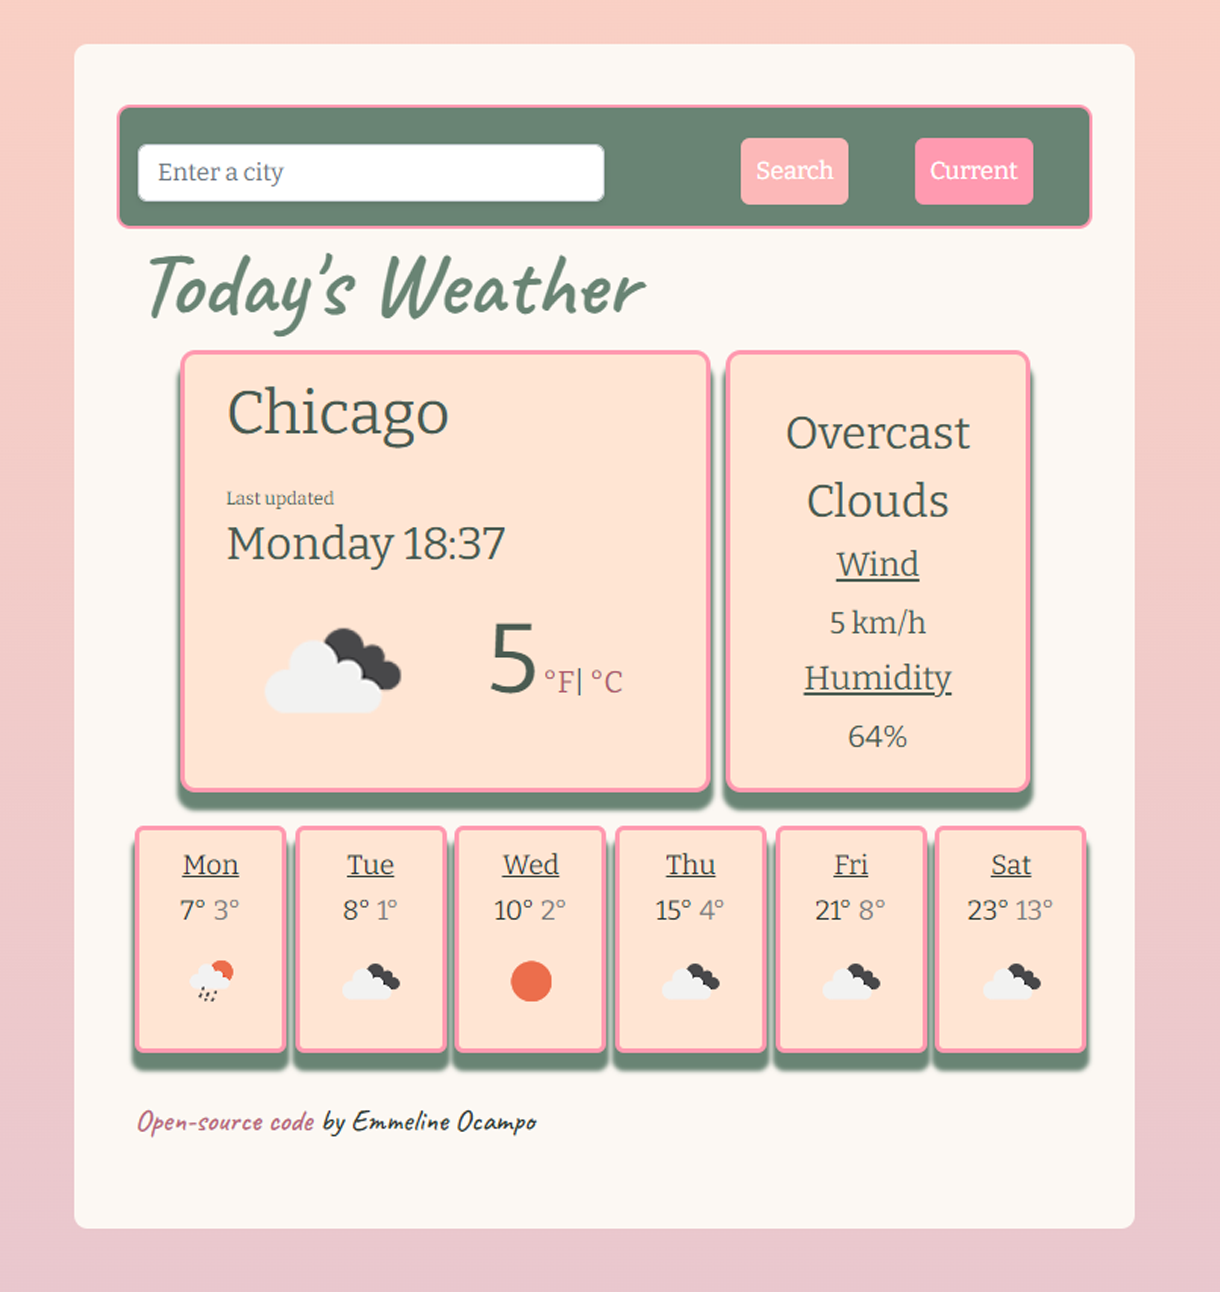 Enter a city
Search
Current
Today's Weather
Chicago
Last updated
Monday 18:37
5 °F| °C
Overcast
Clouds
Wind
5 km/h
Humidity
64%
Mon
7° 3°
Tue
8° 1°
Wed
10° 2°
Thu
15° 4°
Fri
21° 8°
Sat
23° 13°
Open-source code by Emmeline Ocampo